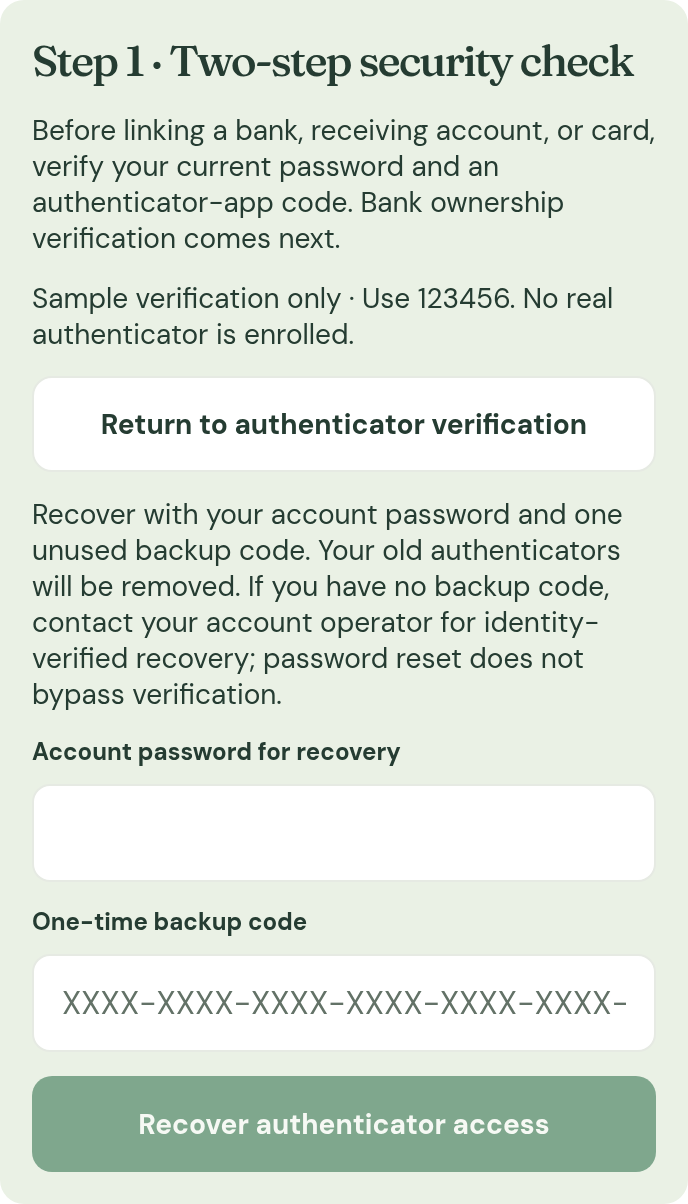 Step 1 · Two-step security check
Before linking a bank, receiving account, or card,
verify your current password and an
authenticator-app code. Bank ownership
verification comes next.
Sample verification only · Use 123456. No real
authenticator is enrolled.
Return to authenticator verification
Recover with your account password and one
unused backup code. Your old authenticators
will be removed. If you have no backup code,
contact your account operator for identity-
verified recovery; password reset does not
bypass verification.
Account password for recovery
One-time backup code
XXXX-XXXX-XXXX-XXXX-XXXX-XXXX-
Recover authenticator access